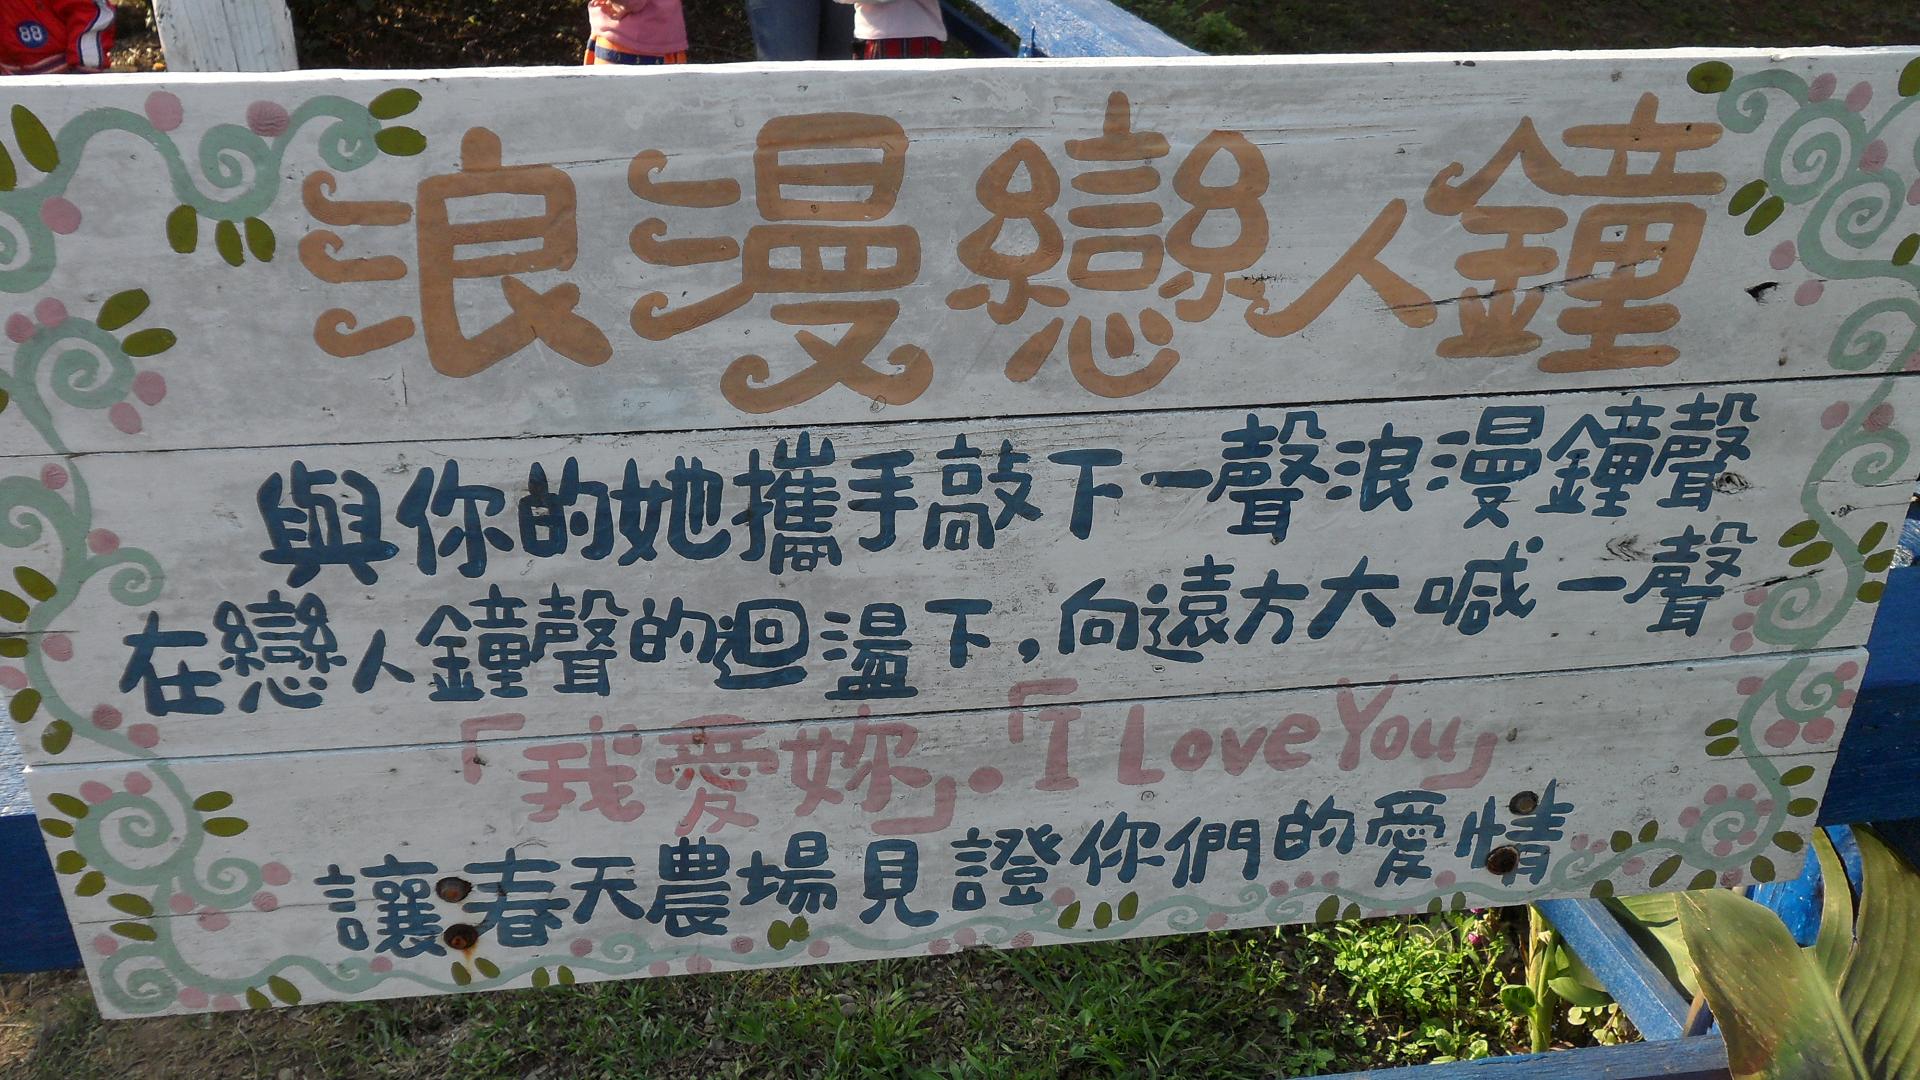 88
浪漫戀人鐘
與你的她攜手敲下一聲浪漫鐘聲
在戀人鐘聲的迴溫下，向遠方大喊一聲
「我愛妳」．「I Love You」
讓春天農場見證你們的愛情